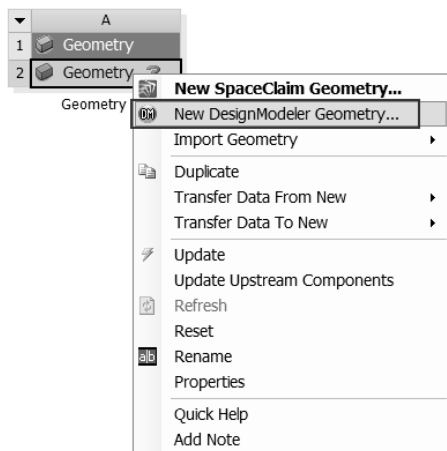 A
1 Geometry
2 Geometry ?
Geometry
New SpaceClaim Geometry...
DM New DesignModeler Geometry...
Import Geometry
Duplicate
Transfer Data From New
Transfer Data To New
Update
Update Upstream Components
Refresh
Reset
a|b Rename
Properties
Quick Help
Add Note